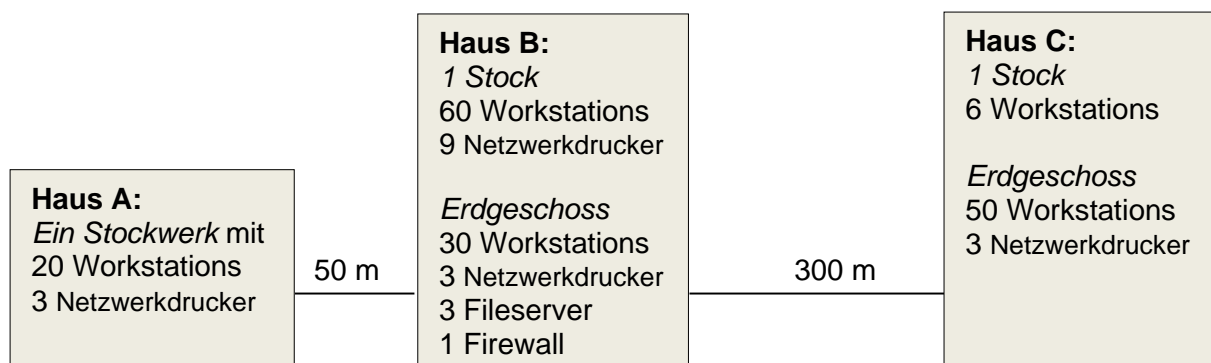 Haus A:
Ein Stockwerk mit
20 Workstations
3 Netzwerkdrucker
50 m
Haus B:
1 Stock
60 Workstations
9 Netzwerkdrucker
Erdgeschoss
30 Workstations
3 Netzwerkdrucker
3 Fileserver
1 Firewall
300 m
Haus C:
1 Stock
6 Workstations
Erdgeschoss
50 Workstations
3 Netzwerkdrucker